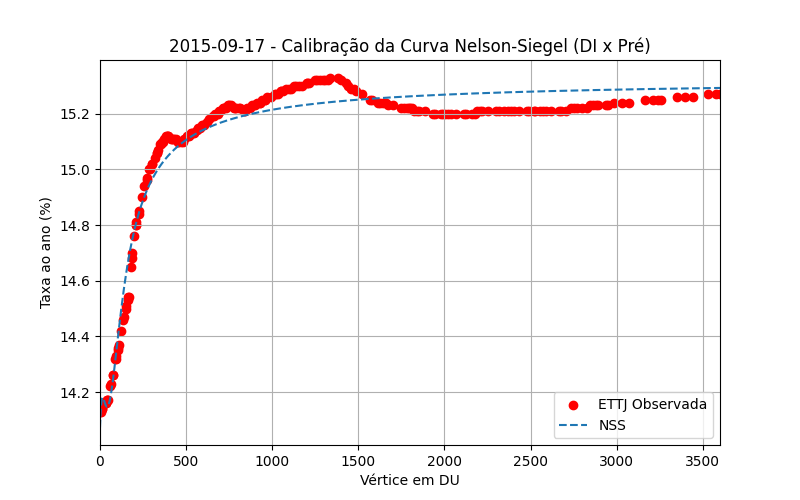 2015-09-17 - Calibração da Curva Nelson-Siegel (DI x Pré)
Taxa ao ano (%)
15.2
15.0
14.8
14.6
14.4
14.2
0 500 1000 1500 2000 2500 3000 3500
Vértice em DU
ETTJ Observada
NSS